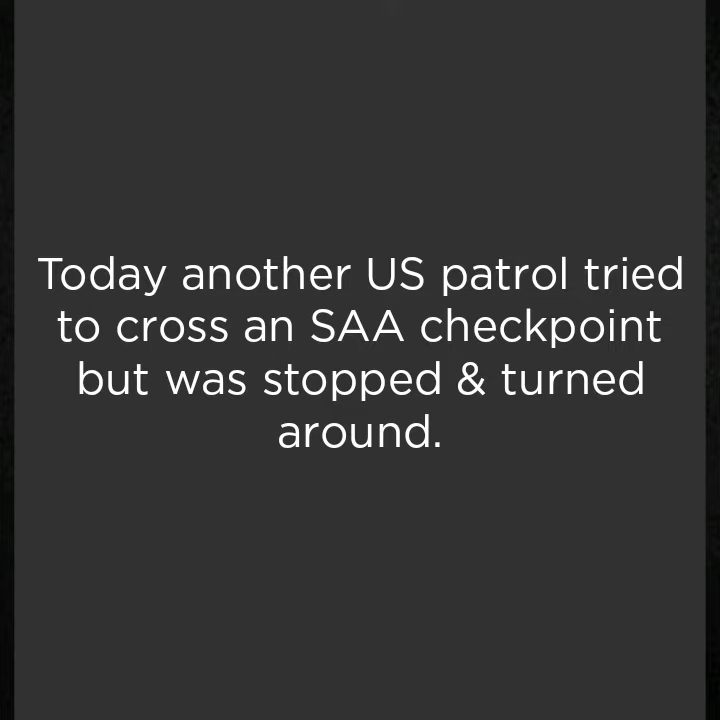 Today another US patrol tried
to cross an SAA checkpoint
but was stopped & turned
around.